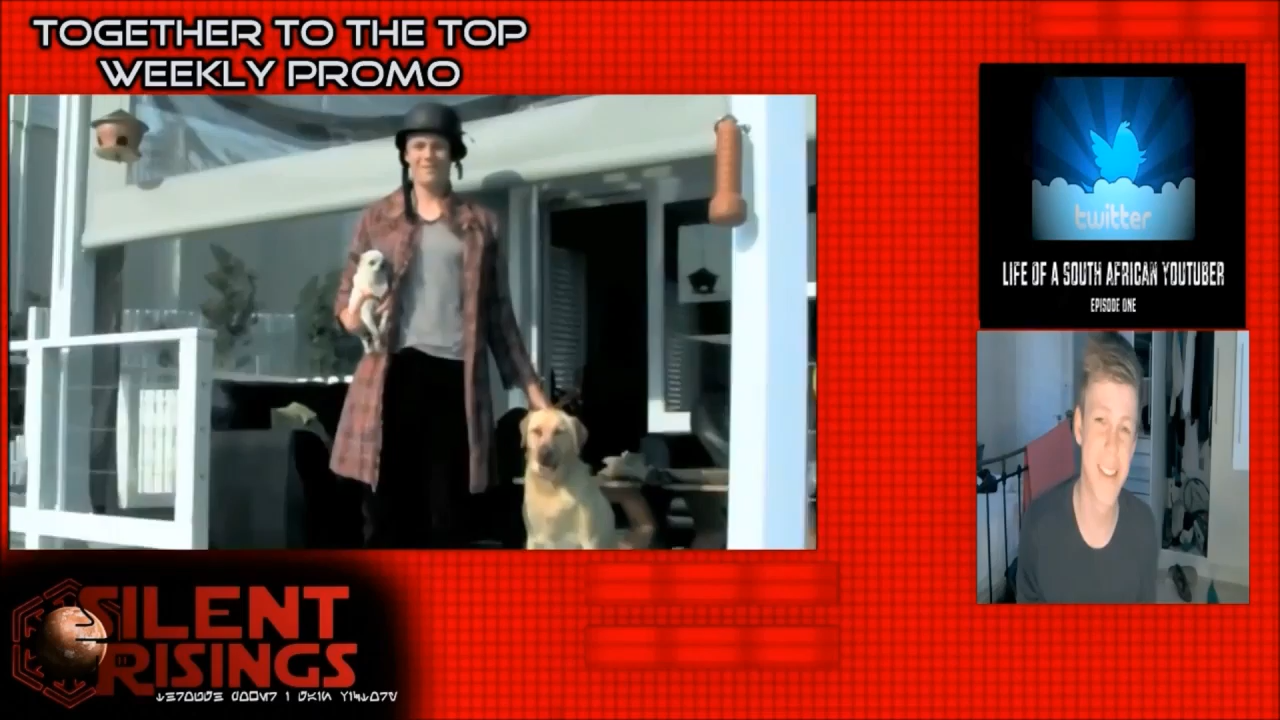 TOGETHER TO THE TOP
WEEKLY PROMO
twitter
LIFE OF A SOUTH AFRICAN YOUTUBER
EPISODE ONE
SILENT
RISINGS